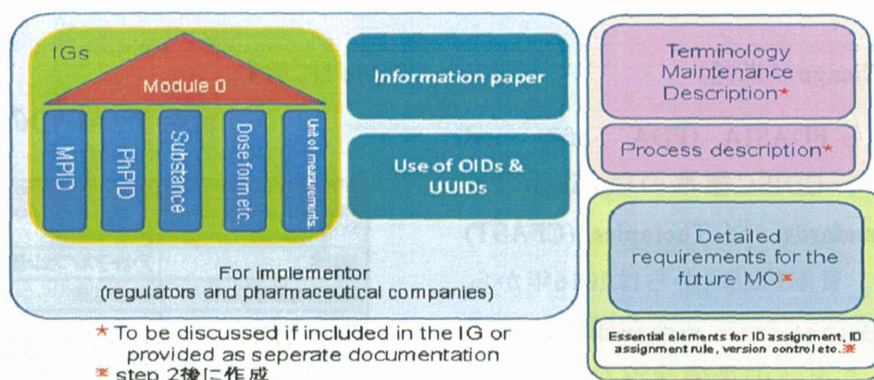 IGs
Module 0
MPID
PhPID
Substance
Dose form etc.
Unit of measurements.
Information paper
Use of OIDs &
UUIDs
For implementor
(regulators and pharmaceutical companies)
* To be discussed if included in the IG or
provided as seperate documentation
※ step 2後に作成
Terminology
Maintenance
Description*
Process description*
Detailed
requirements for the
future MO※
Essential elements for ID assignment, ID
assignment rule, version control etc.※